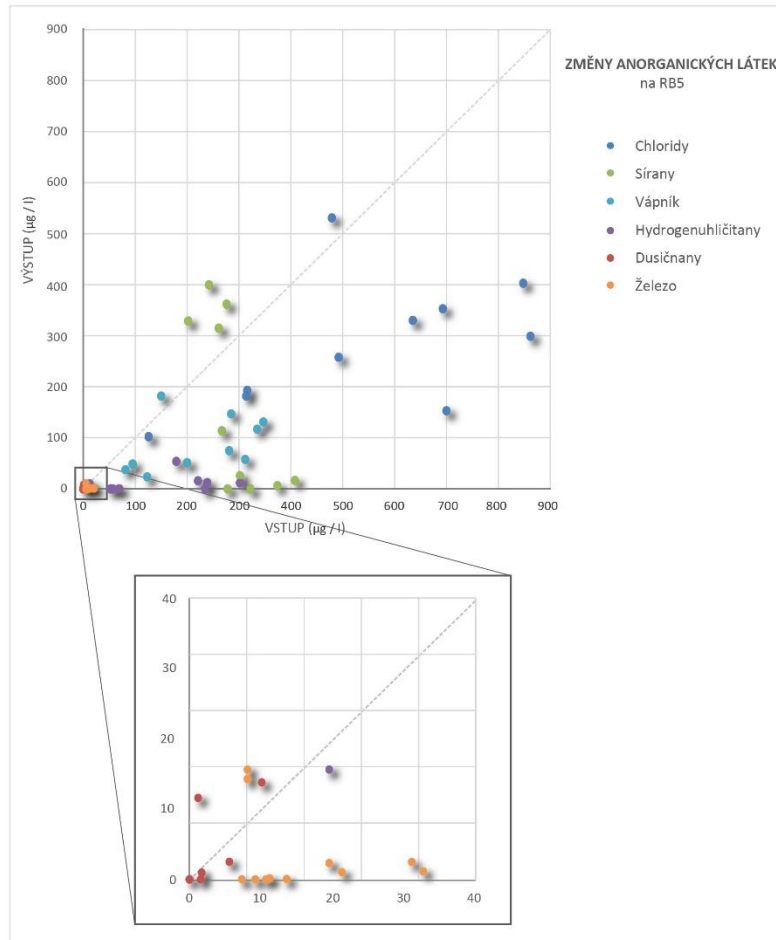 ZMĚNY ANORGANICKÝCH LÁTEK
na RB5
Chloridy
Sírany
Vápník
Hydrogenuhličitany
Dusičnany
Železo
VÝSTUP (µg / l)
900
800
700
600
500
400
300
200
100
0
0 100 200 300 400 500 600 700 800 900
VSTUP (µg / l)
40
30
20
10
0
0 10 20 30 40